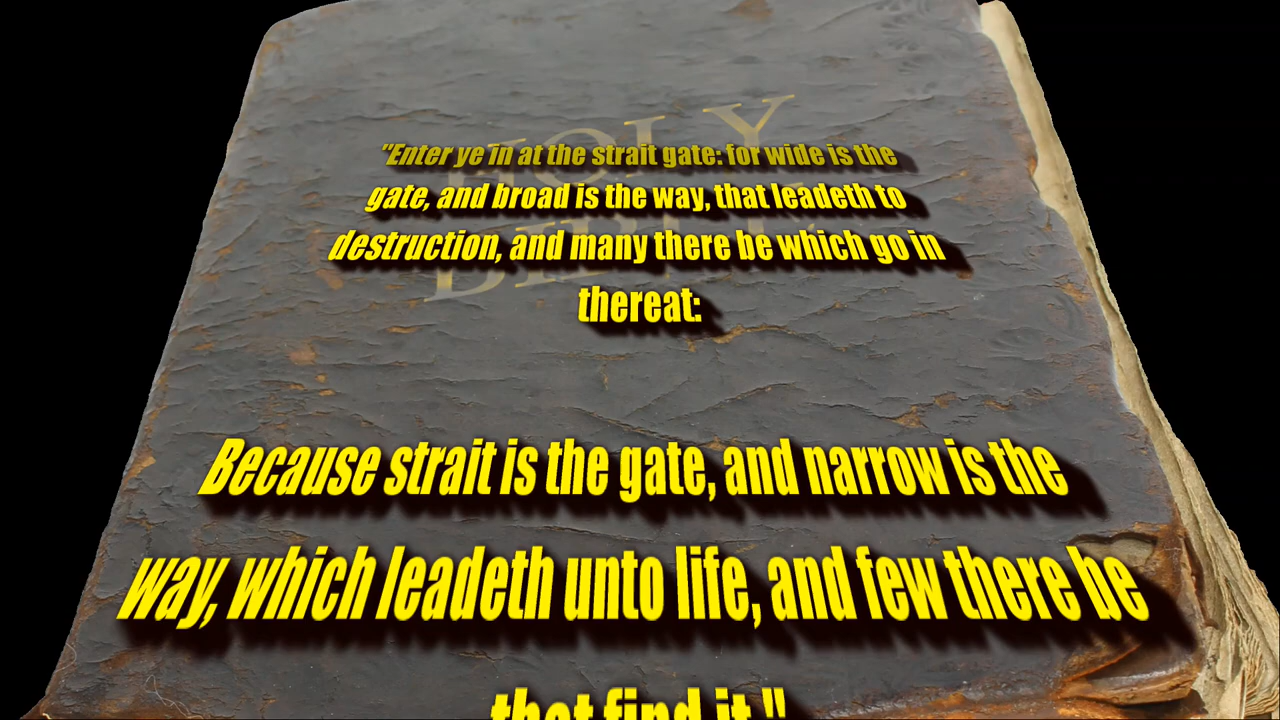 HOLY
BIBLE
"Enter ye in at the strait gate: for wide is the
gate, and broad is the way, that leadeth to
destruction, and many there be which go in
thereat:
Because strait is the gate, and narrow is the
way, which leadeth unto life, and few there be
that find it."